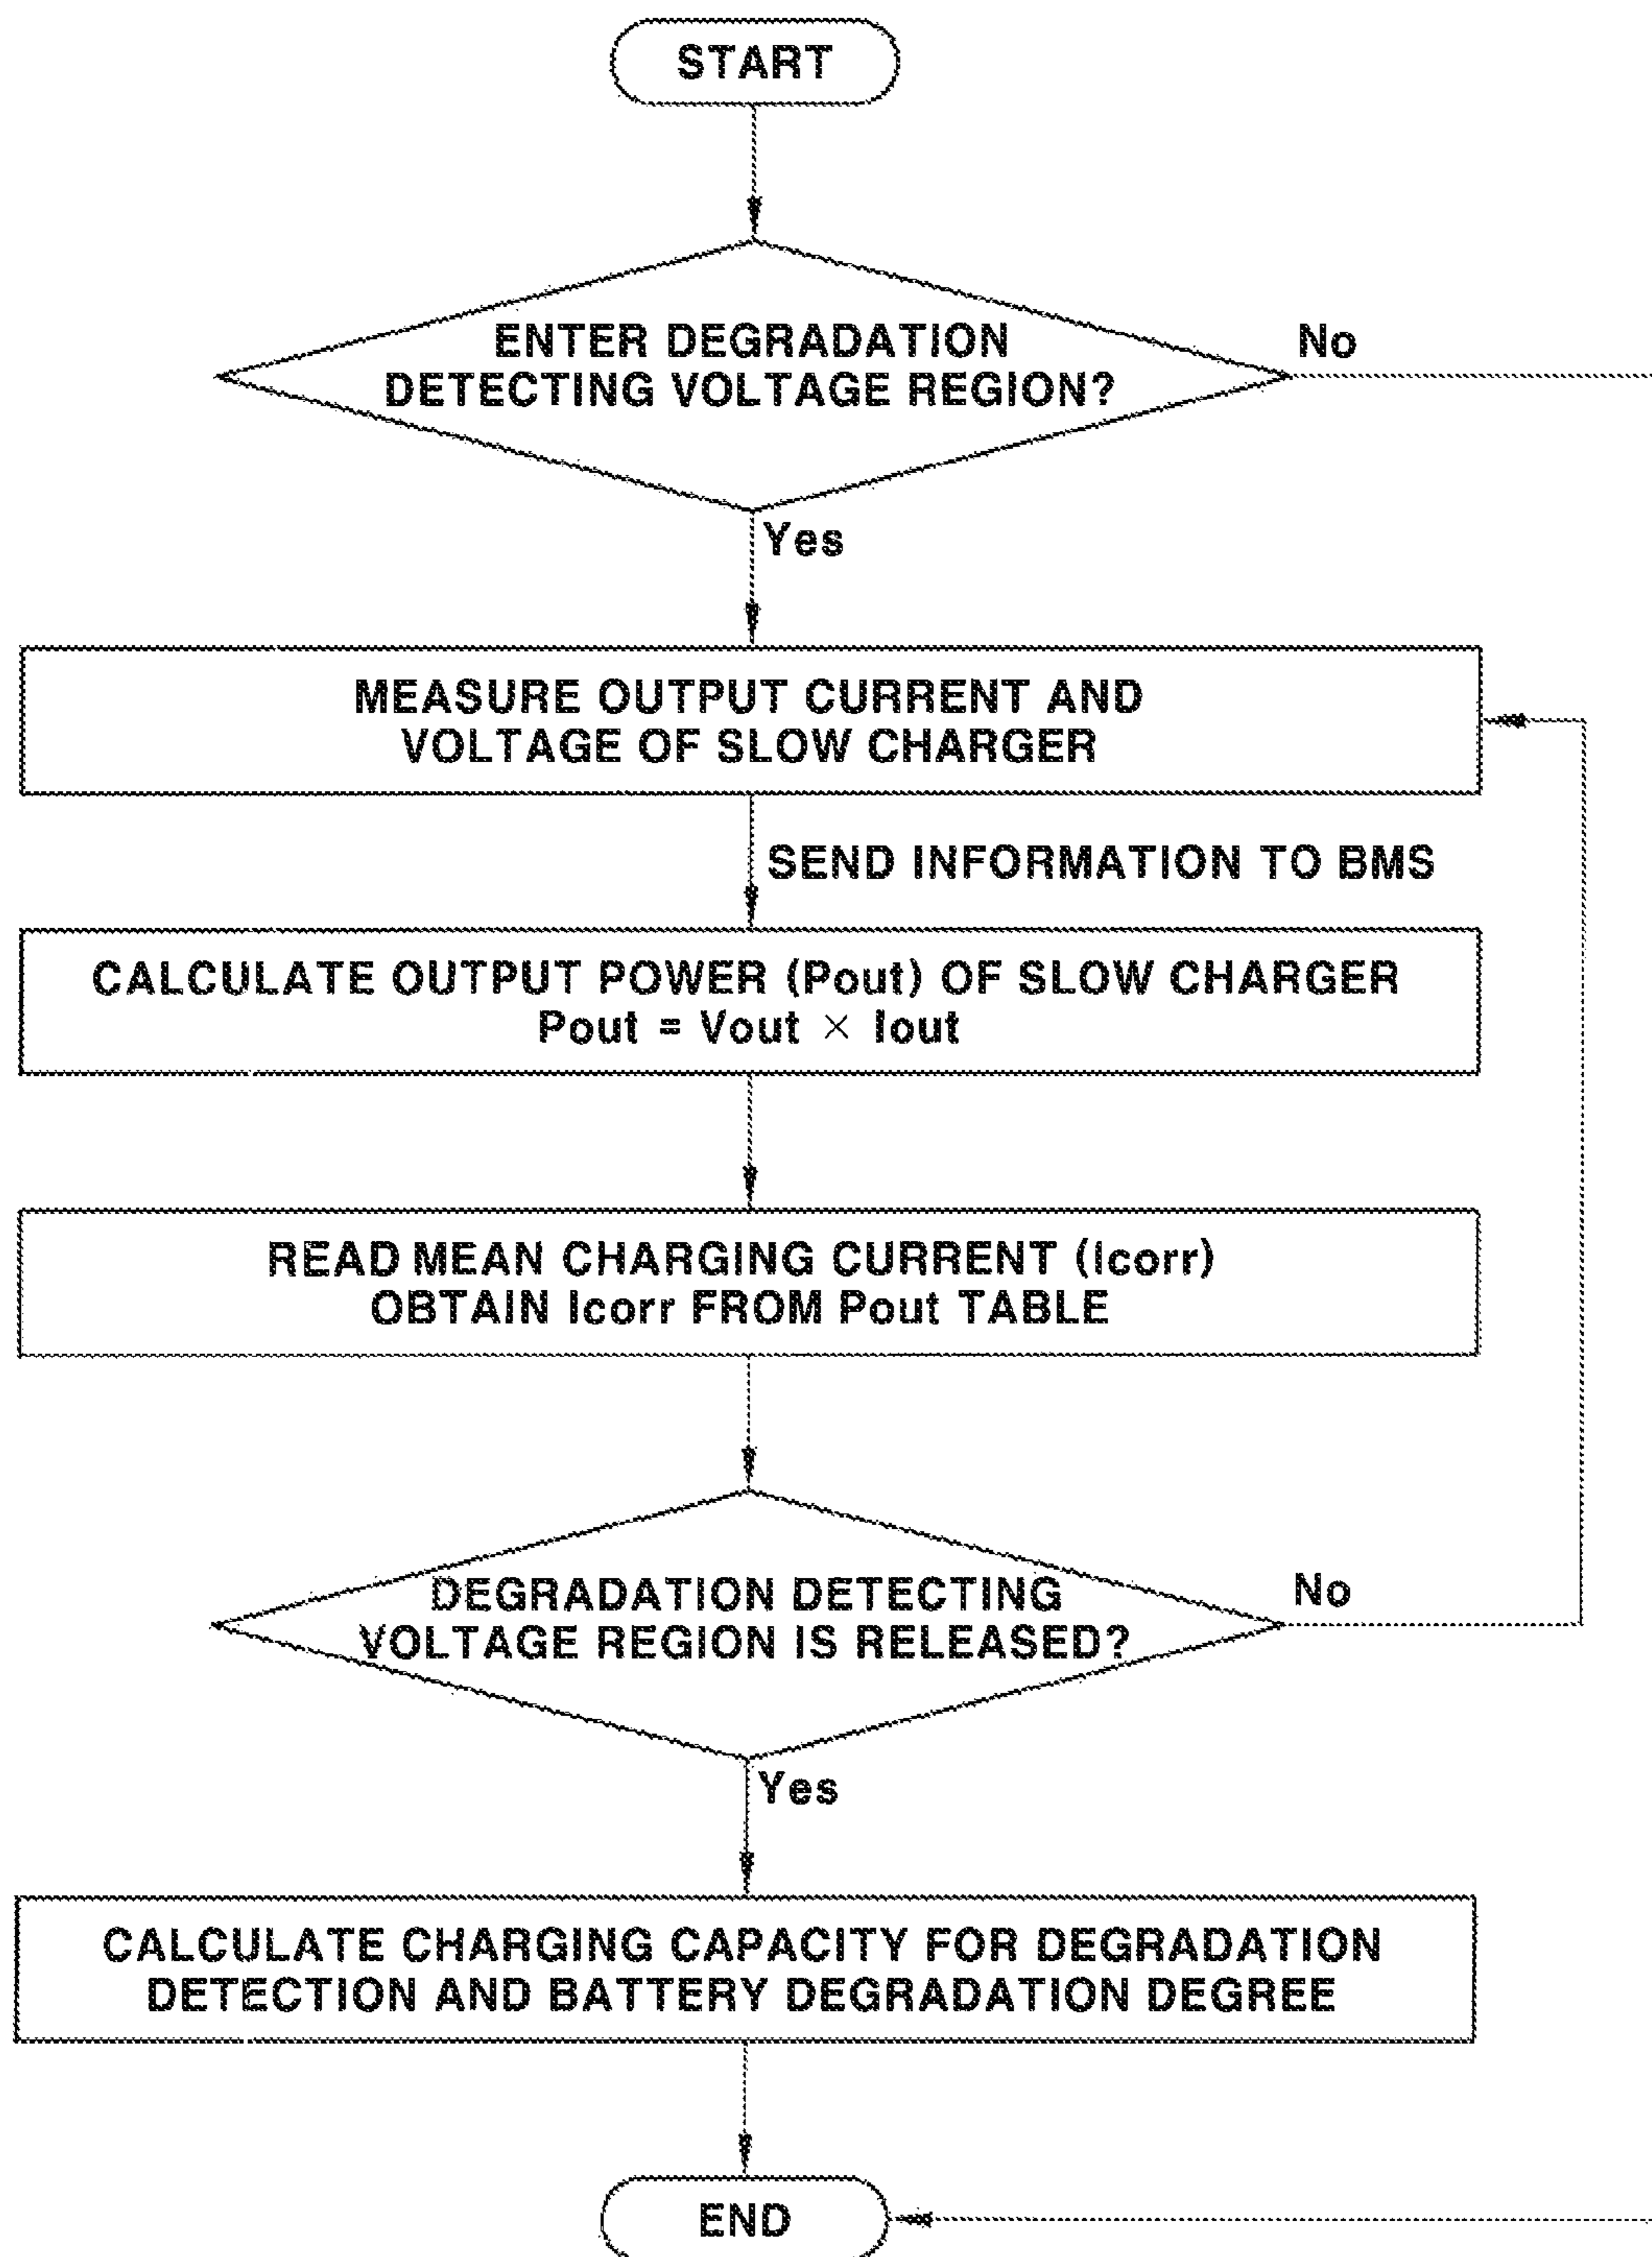 START
ENTER DEGRADATION
DETECTING VOLTAGE REGION?
No
Yes
MEASURE OUTPUT CURRENT AND
VOLTAGE OF SLOW CHARGER
SEND INFORMATION TO BMS
CALCULATE OUTPUT POWER (Pout) OF SLOW CHARGER
Pout = Vout × Iout
READ MEAN CHARGING CURRENT (Icorr)
OBTAIN Icorr FROM Pout TABLE
DEGRADATION DETECTING
VOLTAGE REGION IS RELEASED?
No
Yes
CALCULATE CHARGING CAPACITY FOR DEGRADATION
DETECTION AND BATTERY DEGRADATION DEGREE
END